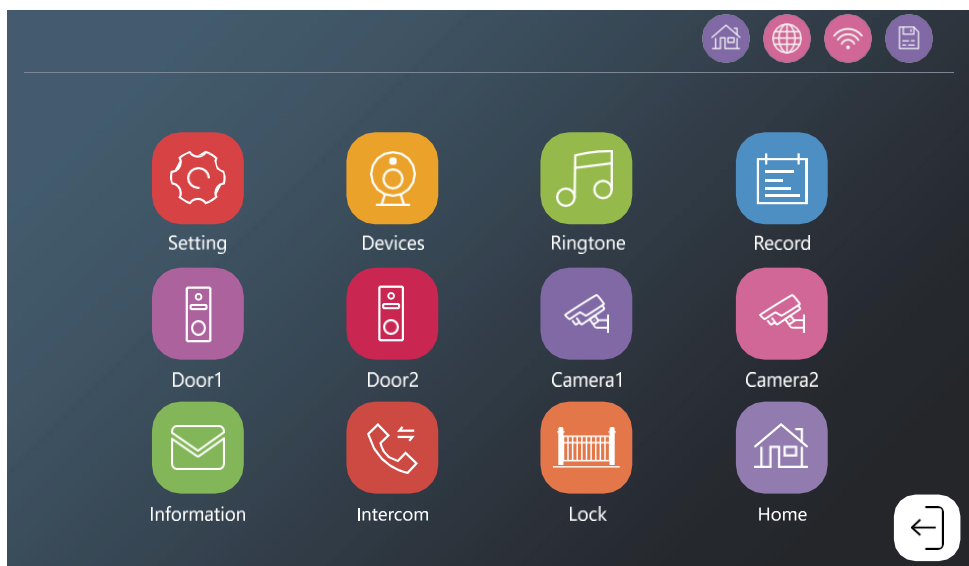 Setting Devices Ringtone Record
Door1 Door2 Camera1 Camera2
Information Intercom Lock Home